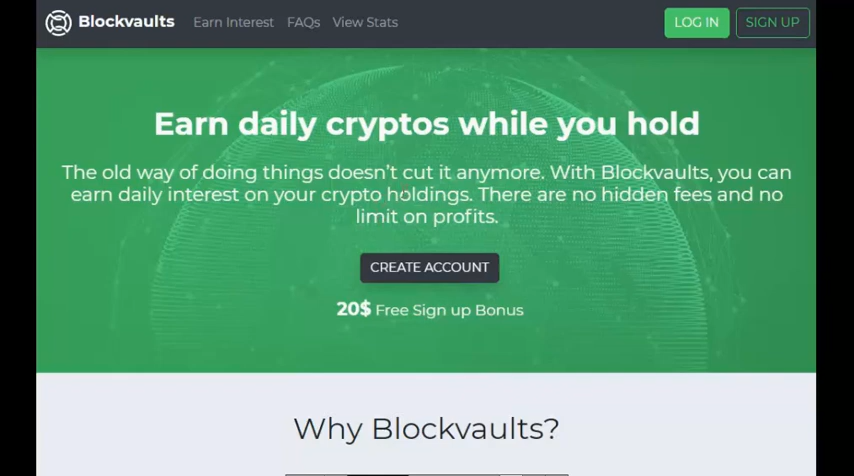 Blockvaults Earn Interest FAQs View Stats LOG IN SIGN UP
Earn daily cryptos while you hold
The old way of doing things doesn't cut it anymore. With Blockvaults, you can
earn daily interest on your crypto holdings. There are no hidden fees and no
limit on profits.
CREATE ACCOUNT
20$ Free Sign up Bonus
Why Blockvaults?